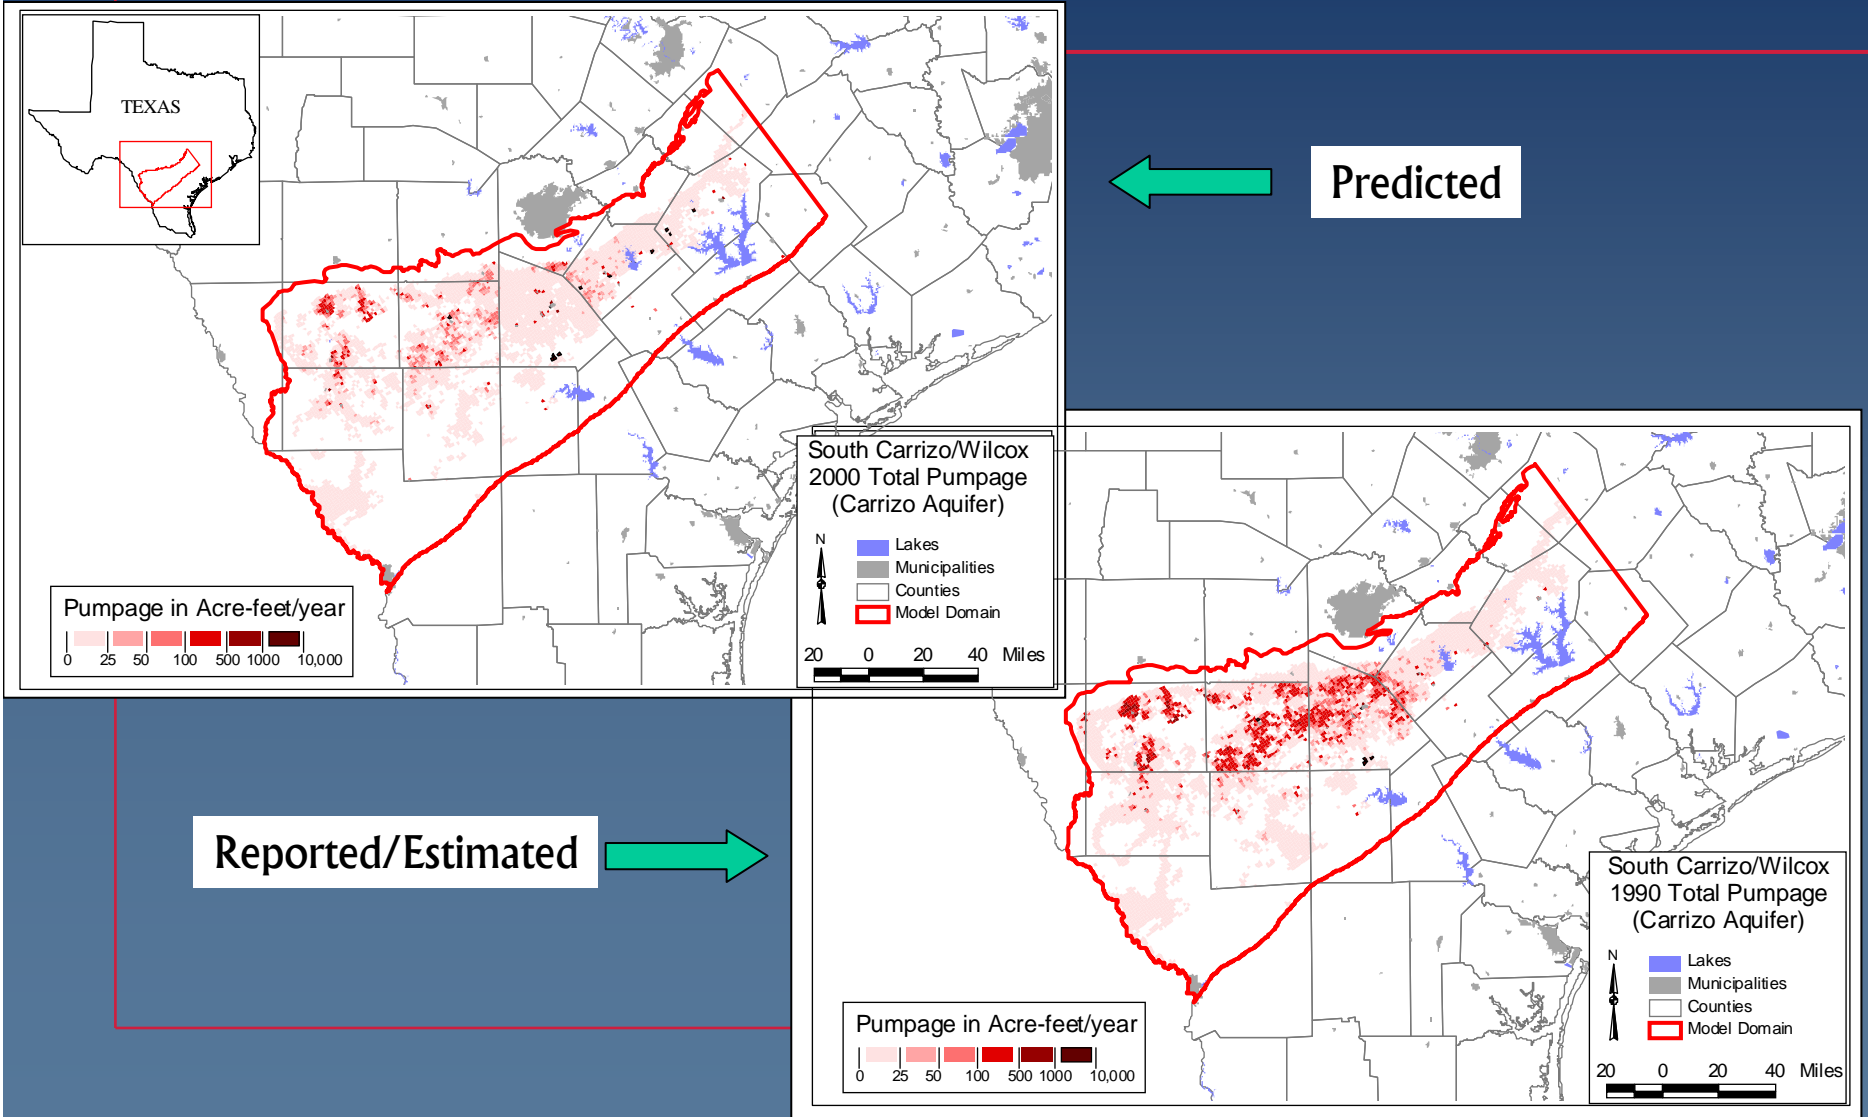 TEXAS
Predicted
South Carrizo/Wilcox
2000 Total Pumpage
(Carrizo Aquifer)
N
Lakes
Municipalities
Counties
Model Domain
20 0 20 40 Miles
Pumpage in Acre-feet/year
0 25 50 100 500 1000 10,000
Reported/Estimated
South Carrizo/Wilcox
1990 Total Pumpage
(Carrizo Aquifer)
N
Lakes
Municipalities
Counties
Model Domain
20 0 20 40 Miles
Pumpage in Acre-feet/year
0 25 50 100 500 1000 10,000